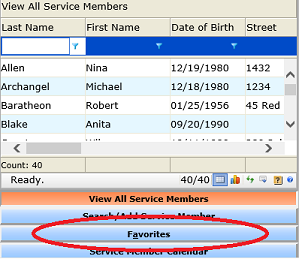 View All Service Members
Last Name First Name Date of Birth Street
Allen Nina 12/19/1980 1432
Archangel Michael 12/18/1980 1234
Baratheon Robert 01/25/1956 45 Red
Blake Anita 09/20/1990
Count: 40
Ready. 40/40
View All Service Members
Search/Add Service Member
Favorites
Service Member Calendar